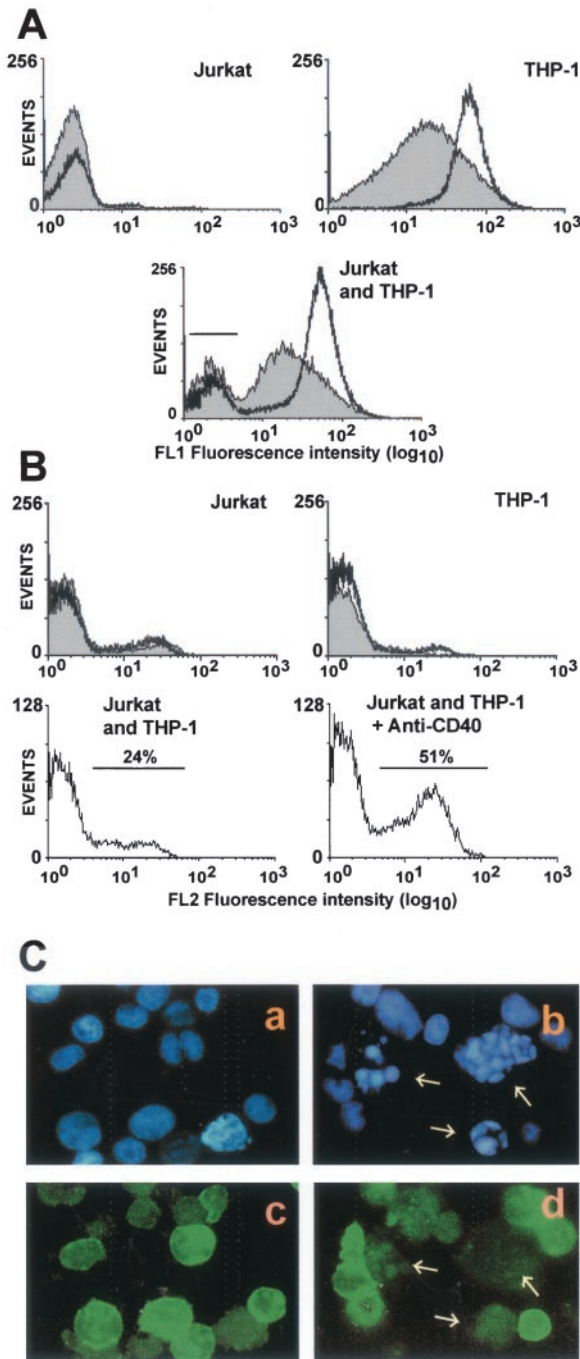 A
256
Jurkat
EVENTS
0
10^0 10^1 10^2 10^3
256
THP-1
0
10^0 10^1 10^2 10^3
256
Jurkat
and THP-1
EVENTS
0
10^0 10^1 10^2 10^3
FL1 Fluorescence intensity (log10)
B
256
Jurkat
EVENTS
0
10^0 10^1 10^2 10^3
256
THP-1
0
10^0 10^1 10^2 10^3
128
Jurkat
and THP-1
24%
EVENTS
0
10^0 10^1 10^2 10^3
128
Jurkat and THP-1
+ Anti-CD40
51%
0
10^0 10^1 10^2 10^3
FL2 Fluorescence intensity (log10)
C
a
b
c
d